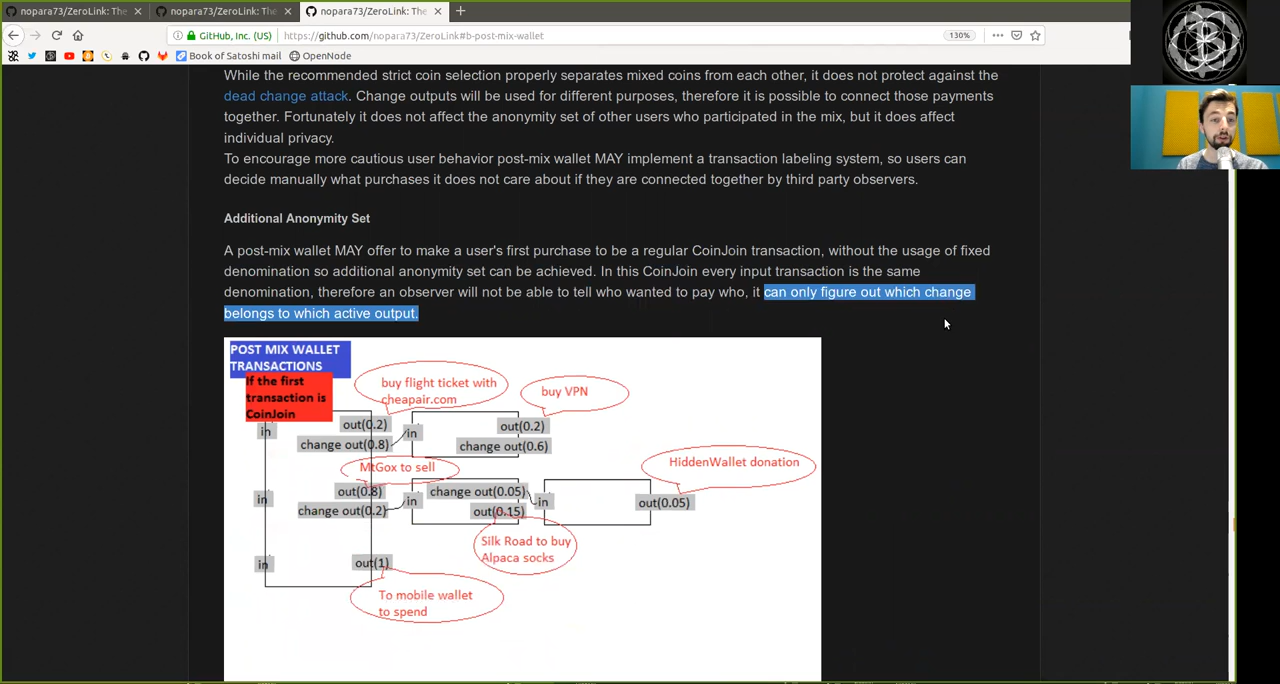 nopara73/ZeroLink: The
nopara73/ZeroLink: The
nopara73/ZeroLink: The
GitHub, Inc. (US)
https://github.com/nopara73/ZeroLink#b-post-mix-wallet
130%
Book of Satoshi mail
OpenNode
While the recommended strict coin selection properly separates mixed coins from each other, it does not protect against the
dead change attack. Change outputs will be used for different purposes, therefore it is possible to connect those payments
together. Fortunately it does not affect the anonymity set of other users who participated in the mix, but it does affect
individual privacy.
To encourage more cautious user behavior post-mix wallet MAY implement a transaction labeling system, so users can
decide manually what purchases it does not care about if they are connected together by third party observers.
Additional Anonymity Set
A post-mix wallet MAY offer to make a user's first purchase to be a regular CoinJoin transaction, without the usage of fixed
denomination so additional anonymity set can be achieved. In this CoinJoin every input transaction is the same
denomination, therefore an observer will not be able to tell who wanted to pay who, it can only figure out which change
belongs to which active output.
POST MIX WALLET
TRANSACTIONS
If the first
transaction is
CoinJoin
buy flight ticket with
cheapair.com
buy VPN
in
out(0.2)
change out(0.8)
in
out(0.2)
change out(0.6)
MtGox to sell
HiddenWallet donation
in
out(0.8)
change out(0.2)
in
change out(0.05)
out(0.15)
in
out(0.05)
Silk Road to buy
Alpaca socks
in
out(1)
To mobile wallet
to spend